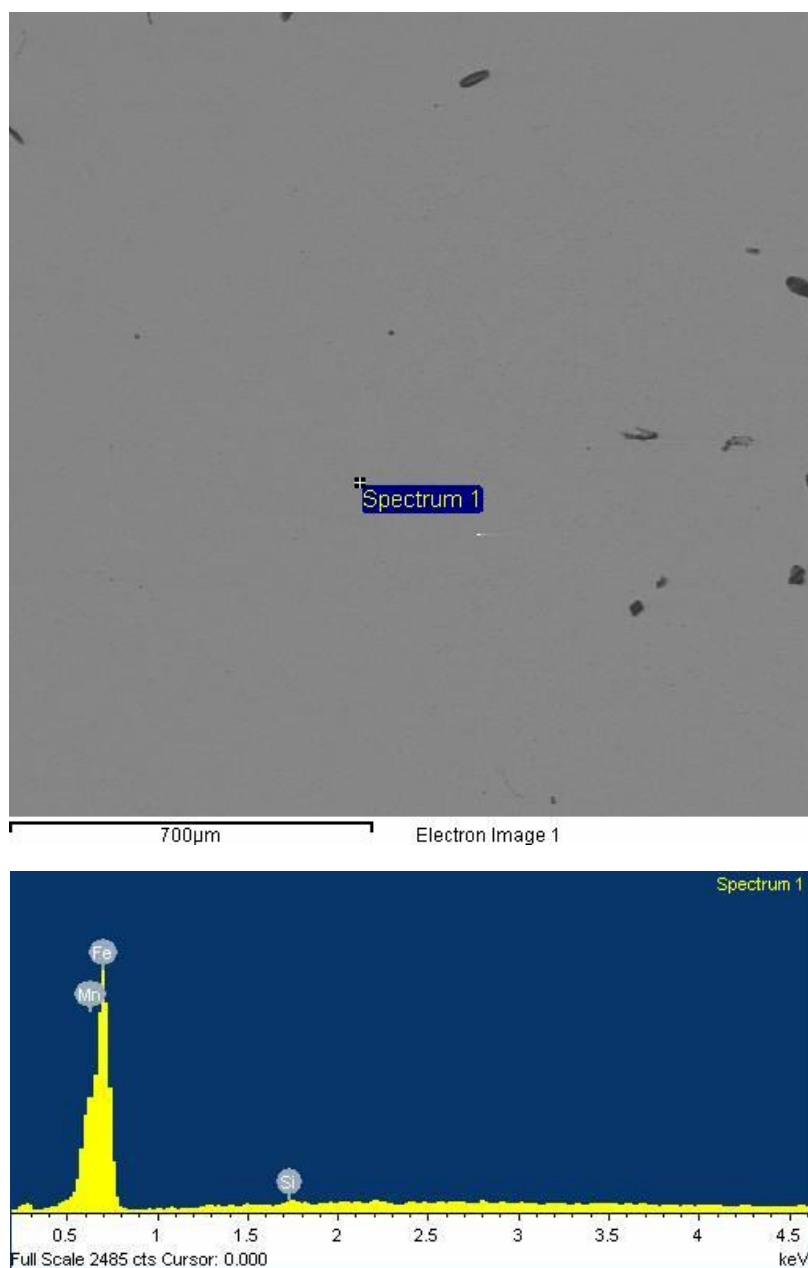 Spectrum 1
700µm Electron Image 1
Spectrum 1
Fe
Mn
Si
0.5 1 1.5 2 2.5 3 3.5 4 4.5
Full Scale 2485 cts Cursor: 0.000 keV